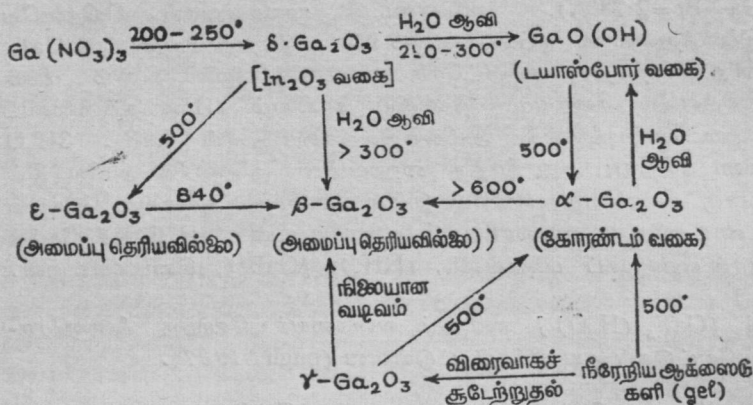 Ga (NO₃)₃ 200-250° δ·Ga₂O₃ H₂O ஆவி 210-300° GaO(OH)
[In₂O₃ வகை] (டயாஸ்போர் வகை)
500° H₂O ஆவி > 300° 500° H₂O ஆவி
ε-Ga₂O₃ 840° β-Ga₂O₃ >600° α-Ga₂O₃
(அமைப்பு தெரியவில்லை) (அமைப்பு தெரியவில்லை)) (கோரண்டம் வகை)
நிலையான வடிவம் 500° 500°
γ-Ga₂O₃ விரைவாகச் சூடேற்றுதல் நீரேறிய ஆக்ஸைடு
களி (gel)